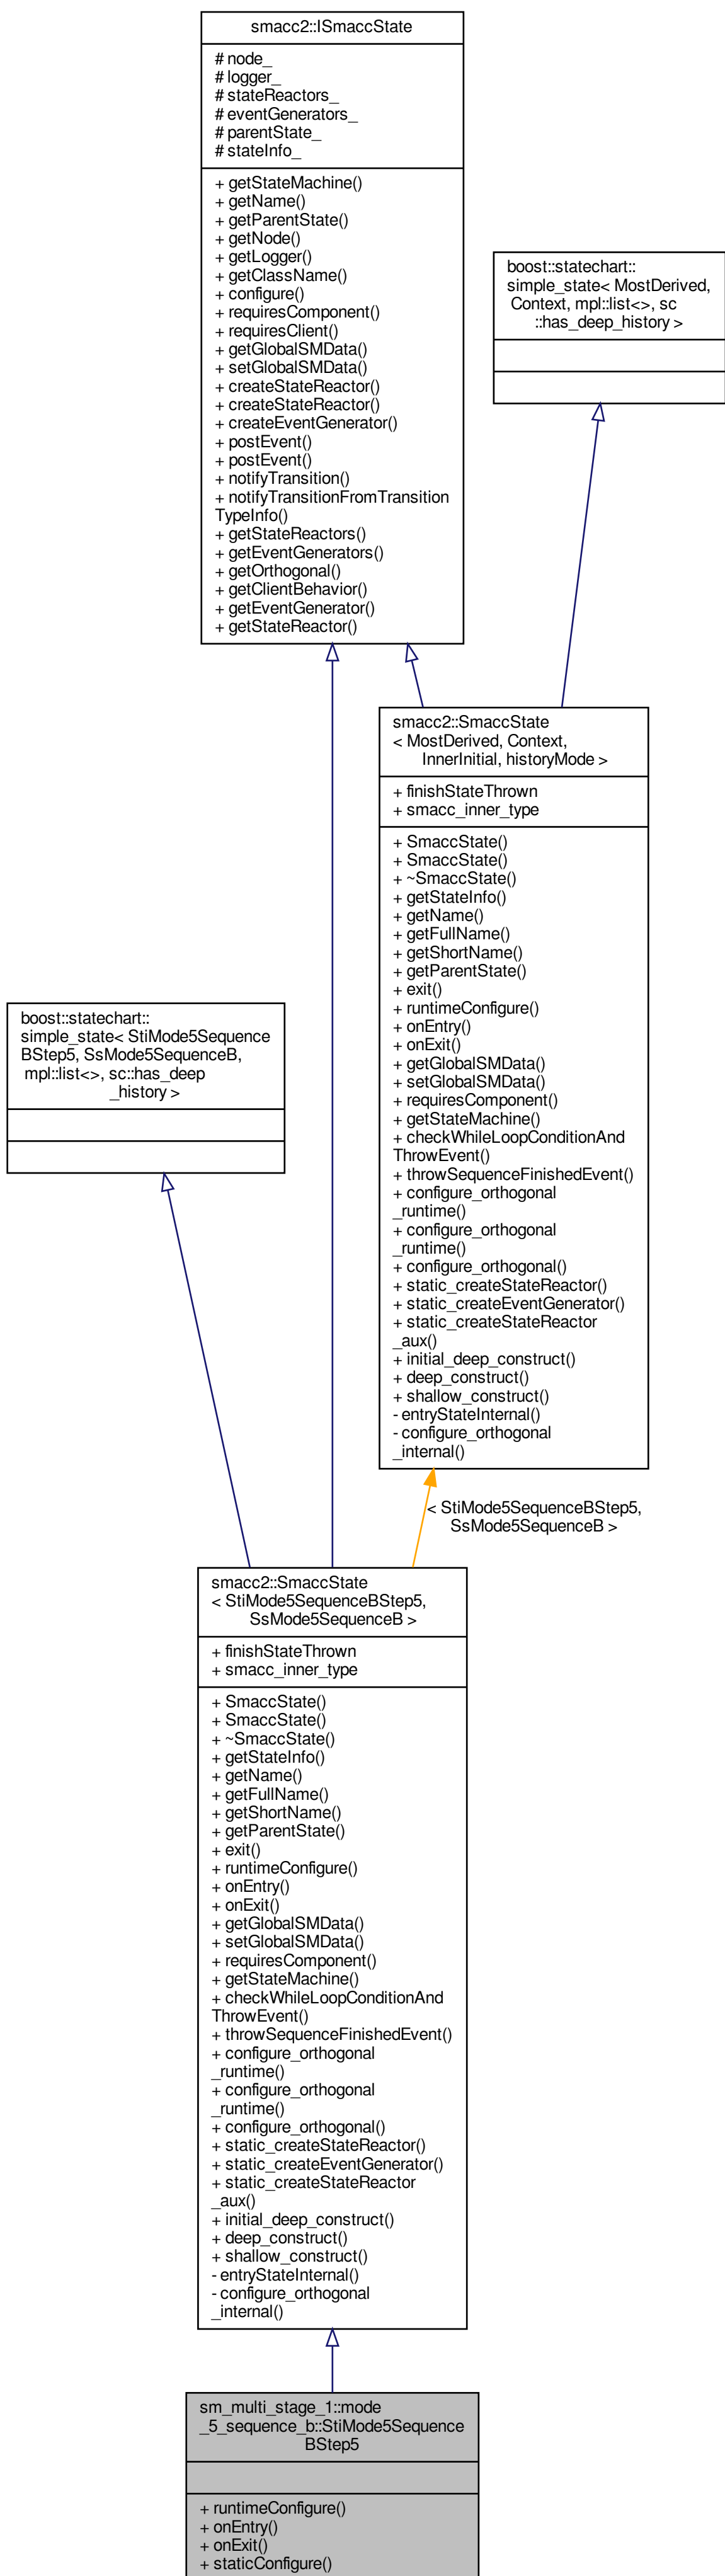 smacc2::ISmaccState
# node_
# logger_
# stateReactors_
# eventGenerators_
# parentState_
# stateInfo_
+ getStateMachine()
+ getName()
+ getParentState()
+ getNode()
+ getLogger()
+ getClassName()
+ configure()
+ requiresComponent()
+ requiresClient()
+ getGlobalSMData()
+ setGlobalSMData()
+ createStateReactor()
+ createStateReactor()
+ createEventGenerator()
+ postEvent()
+ postEvent()
+ notifyTransition()
+ notifyTransitionFromTransition
TypeInfo()
+ getStateReactors()
+ getEventGenerators()
+ getOrthogonal()
+ getClientBehavior()
+ getEventGenerator()
+ getStateReactor()
boost::statechart::
simple_state< MostDerived,
Context, mpl::list<>, sc
::has_deep_history >
smacc2::SmaccState
< MostDerived, Context,
InnerInitial, historyMode >
+ finishStateThrown
+ smacc_inner_type
+ SmaccState()
+ SmaccState()
+ ~SmaccState()
+ getStateInfo()
+ getName()
+ getFullName()
+ getShortName()
+ getParentState()
+ exit()
+ runtimeConfigure()
+ onEntry()
+ onExit()
+ getGlobalSMData()
+ setGlobalSMData()
+ requiresComponent()
+ getStateMachine()
+ checkWhileLoopConditionAnd
ThrowEvent()
+ throwSequenceFinishedEvent()
+ configure_orthogonal
_runtime()
+ configure_orthogonal
_runtime()
+ configure_orthogonal()
+ static_createStateReactor()
+ static_createEventGenerator()
+ static_createStateReactor
_aux()
+ initial_deep_construct()
+ deep_construct()
+ shallow_construct()
- entryStateInternal()
- configure_orthogonal
_internal()
boost::statechart::
simple_state< StiMode5Sequence
BStep5, SsMode5SequenceB,
mpl::list<>, sc::has_deep
_history >
< StiMode5SequenceBStep5,
SsMode5SequenceB >
smacc2::SmaccState
< StiMode5SequenceBStep5,
SsMode5SequenceB >
+ finishStateThrown
+ smacc_inner_type
+ SmaccState()
+ SmaccState()
+ ~SmaccState()
+ getStateInfo()
+ getName()
+ getFullName()
+ getShortName()
+ getParentState()
+ exit()
+ runtimeConfigure()
+ onEntry()
+ onExit()
+ getGlobalSMData()
+ setGlobalSMData()
+ requiresComponent()
+ getStateMachine()
+ checkWhileLoopConditionAnd
ThrowEvent()
+ throwSequenceFinishedEvent()
+ configure_orthogonal
_runtime()
+ configure_orthogonal
_runtime()
+ configure_orthogonal()
+ static_createStateReactor()
+ static_createEventGenerator()
+ static_createStateReactor
_aux()
+ initial_deep_construct()
+ deep_construct()
+ shallow_construct()
- entryStateInternal()
- configure_orthogonal
_internal()
sm_multi_stage_1::mode
_5_sequence_b::StiMode5Sequence
BStep5
+ runtimeConfigure()
+ onEntry()
+ onExit()
+ staticConfigure()